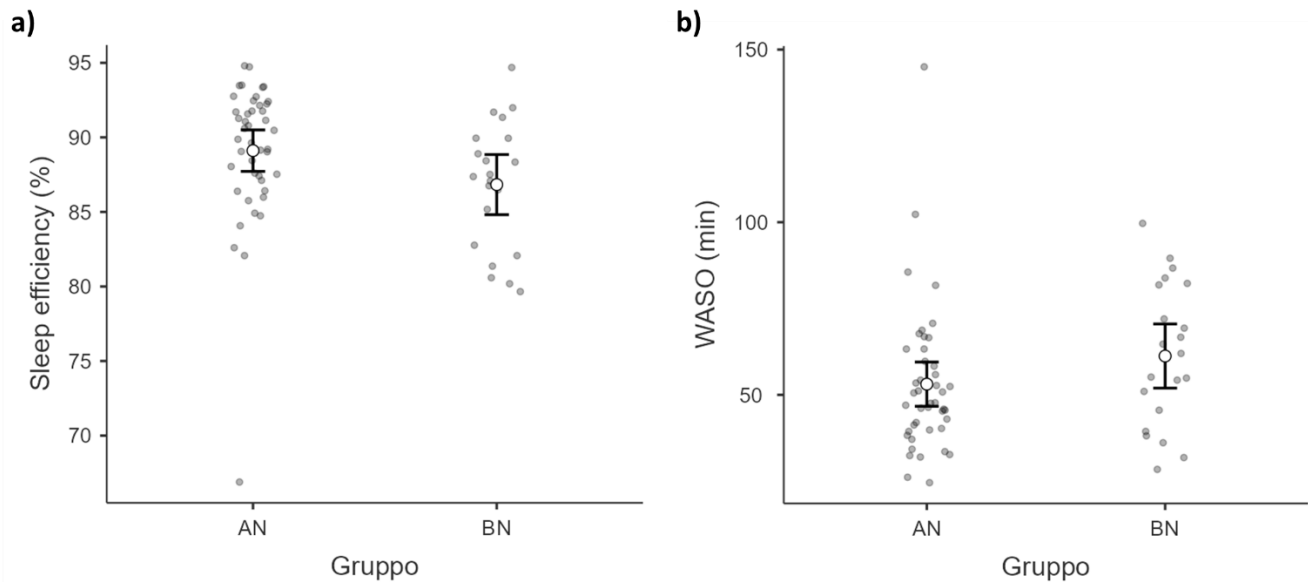 a)
Sleep efficiency (%)
95
90
85
80
75
70
AN
BN
Gruppo
b)
WASO (min)
150
100
50
AN
BN
Gruppo